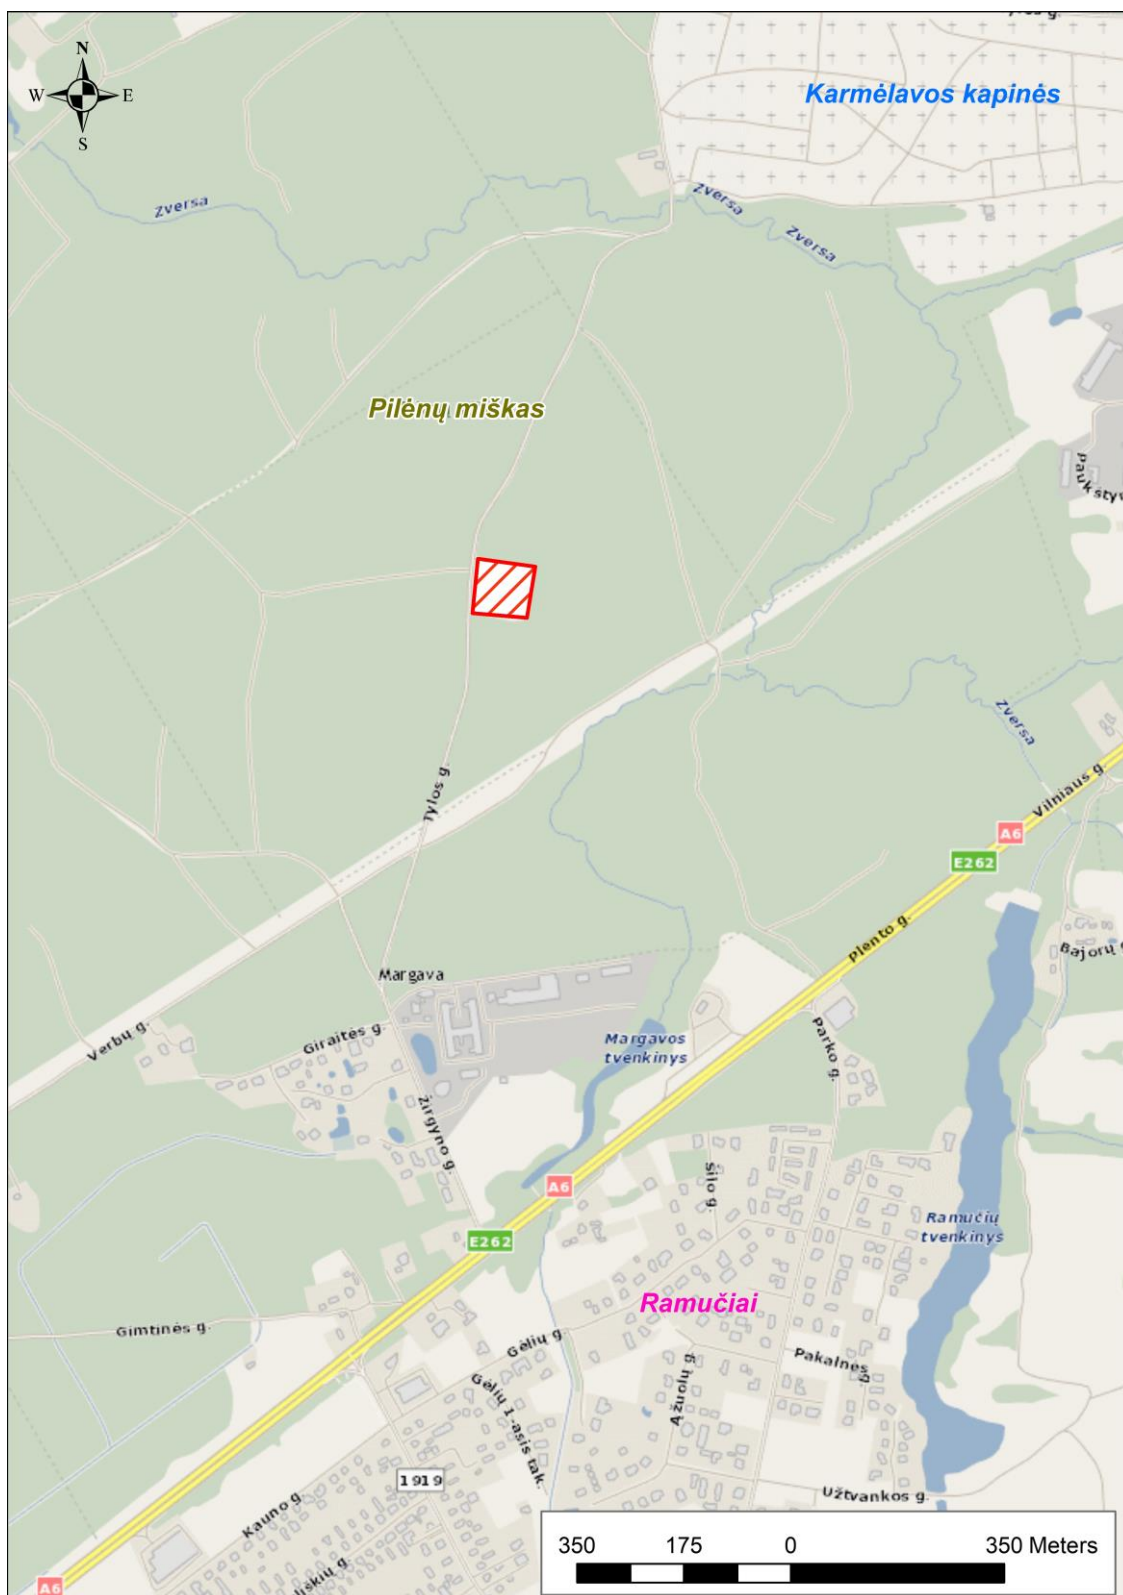 N
W E
S
Karmėlavos kapinės
Zversa
Zversa
Zversa
Pilėnų miškas
Paukštyn
Zversa
Tylos g.
Vilniaus g.
A6
E262
Plento g.
Bajorų g
Margava
Verbų g.
Giraitės g.
Margavos
tvenkinys
Parko g.
Žirgyno g.
Šilo g.
A6
E262
Ramučių
tvenkinys
Ramučiai
Gimtinės g.
Gėlių g.
Pakalnės g.
Gėlių 1-asis tak.
Ąžuolų g.
1919
Užtvankos g.
Kauno g.
A6
350 175 0 350 Meters